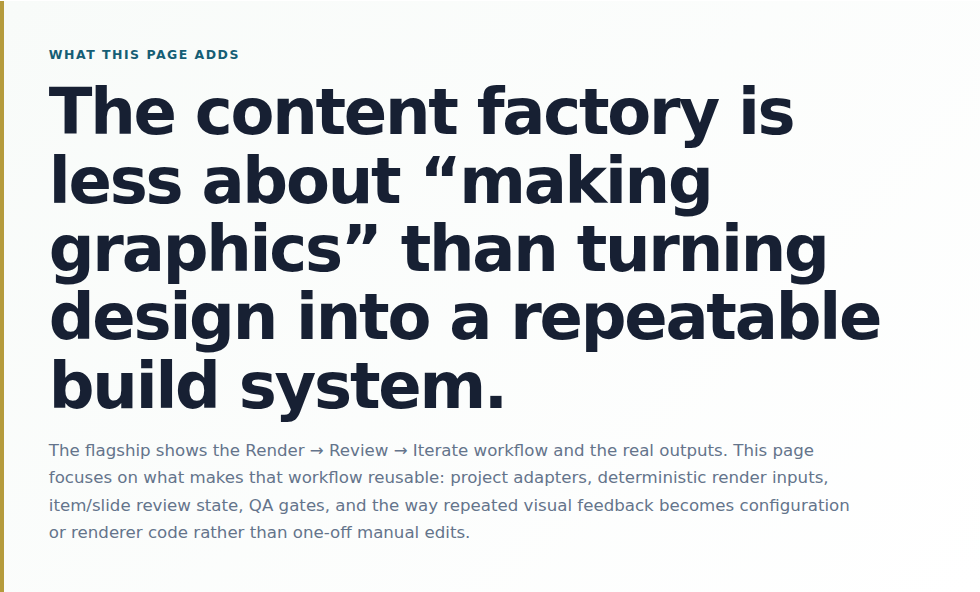 WHAT THIS PAGE ADDS
The content factory is
less about “making
graphics” than turning
design into a repeatable
build system.
The flagship shows the Render → Review → Iterate workflow and the real outputs. This page
focuses on what makes that workflow reusable: project adapters, deterministic render inputs,
item/slide review state, QA gates, and the way repeated visual feedback becomes configuration
or renderer code rather than one-off manual edits.